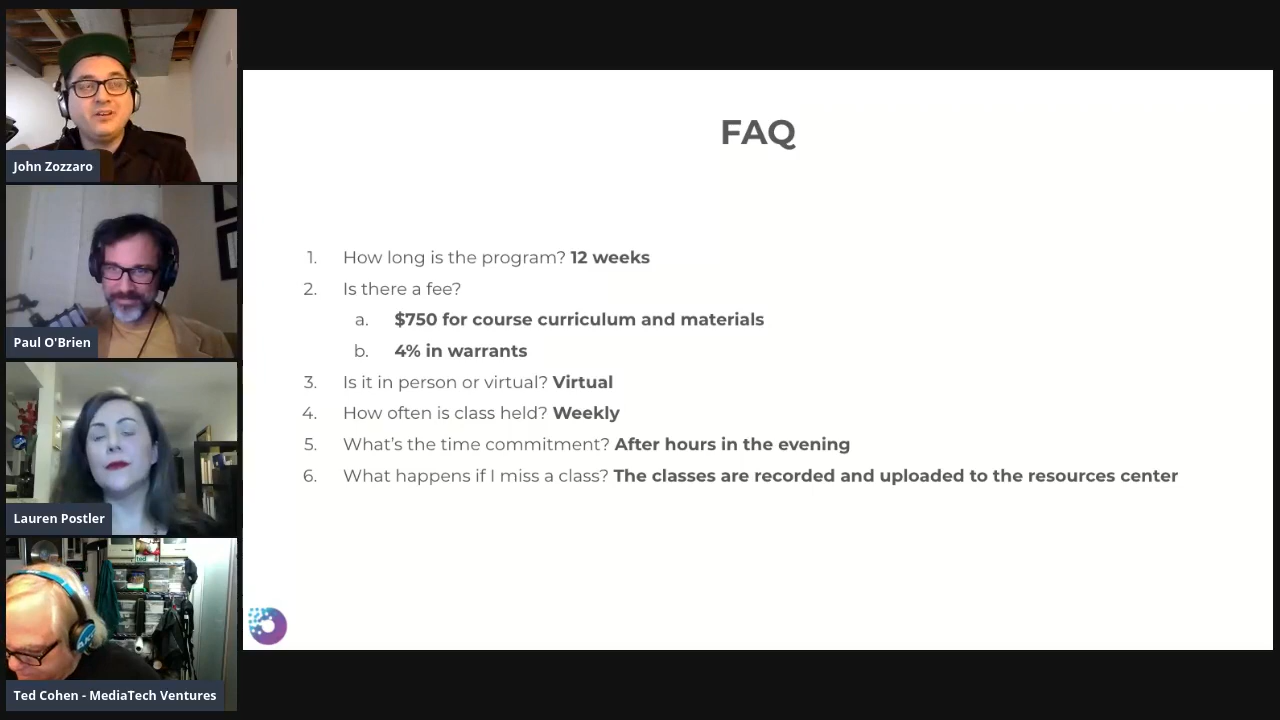 John Zozzaro
Paul O'Brien
Lauren Postler
Ted Cohen - MediaTech Ventures
FAQ
1. How long is the program? 12 weeks
2. Is there a fee?
a. $750 for course curriculum and materials
b. 4% in warrants
3. Is it in person or virtual? Virtual
4. How often is class held? Weekly
5. What's the time commitment? After hours in the evening
6. What happens if I miss a class? The classes are recorded and uploaded to the resources center